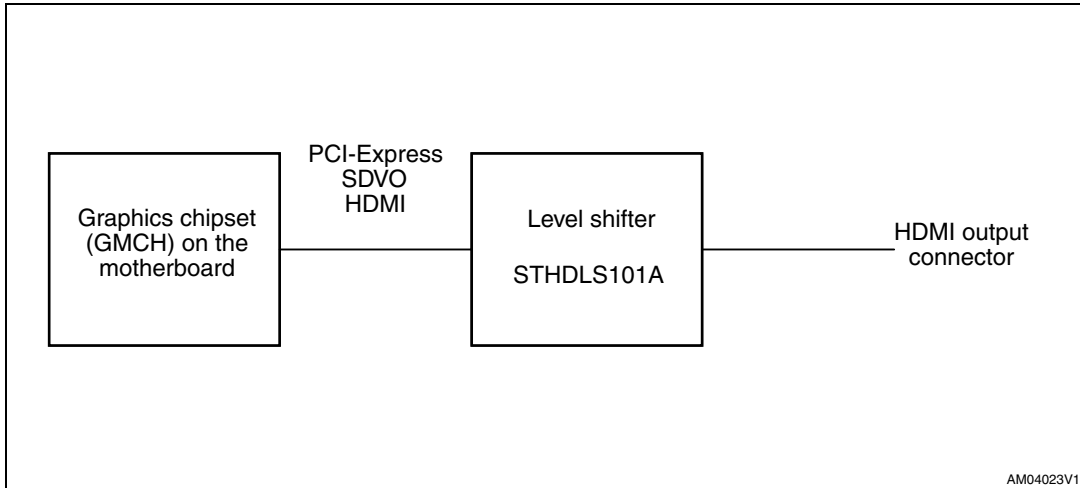 Graphics chipset
(GMCH) on the
motherboard
PCI-Express
SDVO
HDMI
Level shifter
STHDLS101A
HDMI output
connector
AM04023V1